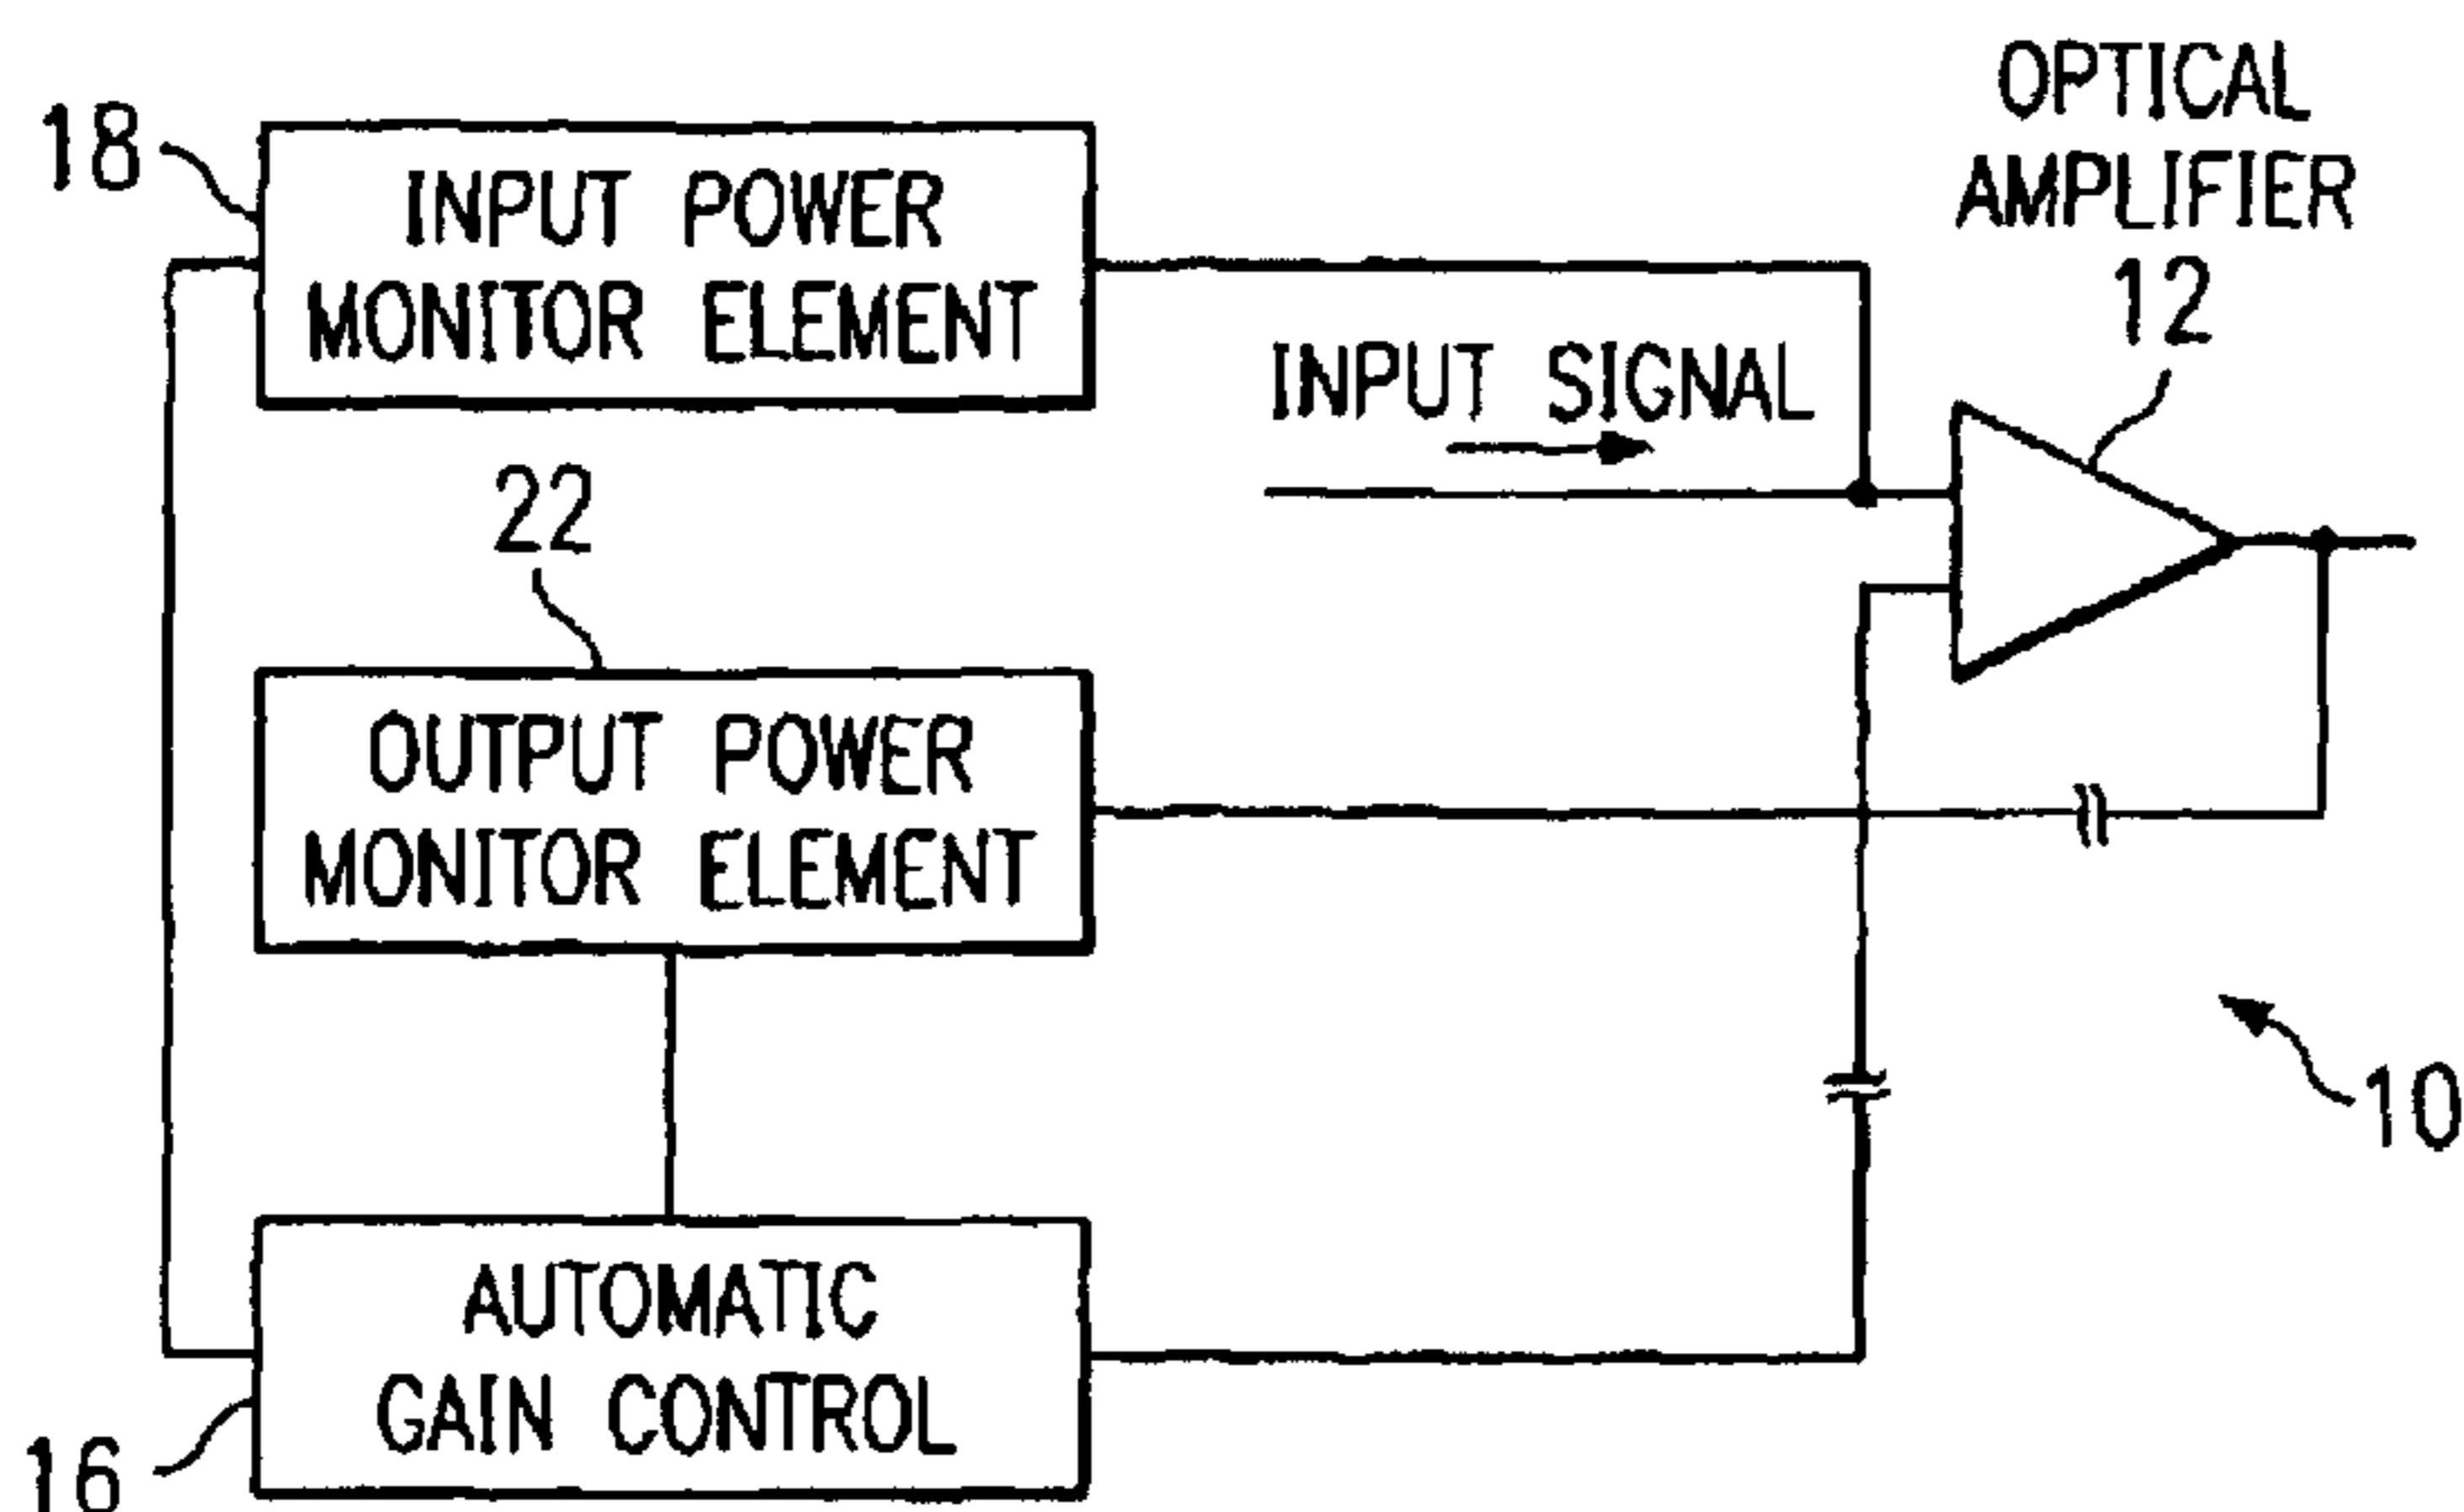 OPTICAL
AMPLIFIER
12
18
INPUT POWER
MONITOR ELEMENT
INPUT SIGNAL
22
OUTPUT POWER
MONITOR ELEMENT
10
AUTOMATIC
GAIN CONTROL
16